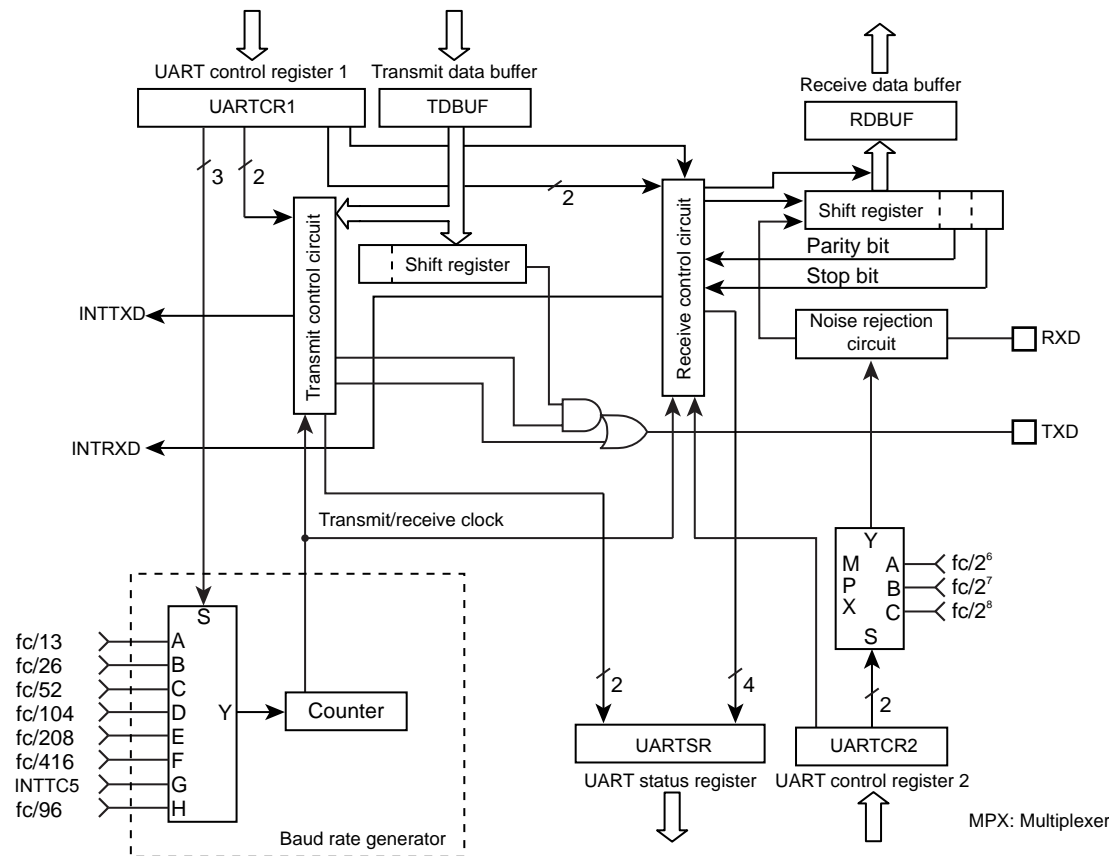 UART control register 1
Transmit data buffer
Receive data buffer
UARTCR1
TDBUF
RDBUF
3
2
2
Transmit control circuit
Receive control circuit
Shift register
Shift register
Parity bit
Stop bit
INTTXD
Noise rejection
circuit
RXD
INTRXD
TXD
Transmit/receive clock
S
fc/13
A
fc/26
B
fc/52
C
fc/104
D
Y
Counter
fc/208
E
fc/416
F
INTTC5
G
fc/96
H
Baud rate generator
Y
M
P
X
A
fc/2⁶
B
fc/2⁷
C
fc/2⁸
S
2
4
2
UARTSR
UARTCR2
UART status register
UART control register 2
MPX: Multiplexer